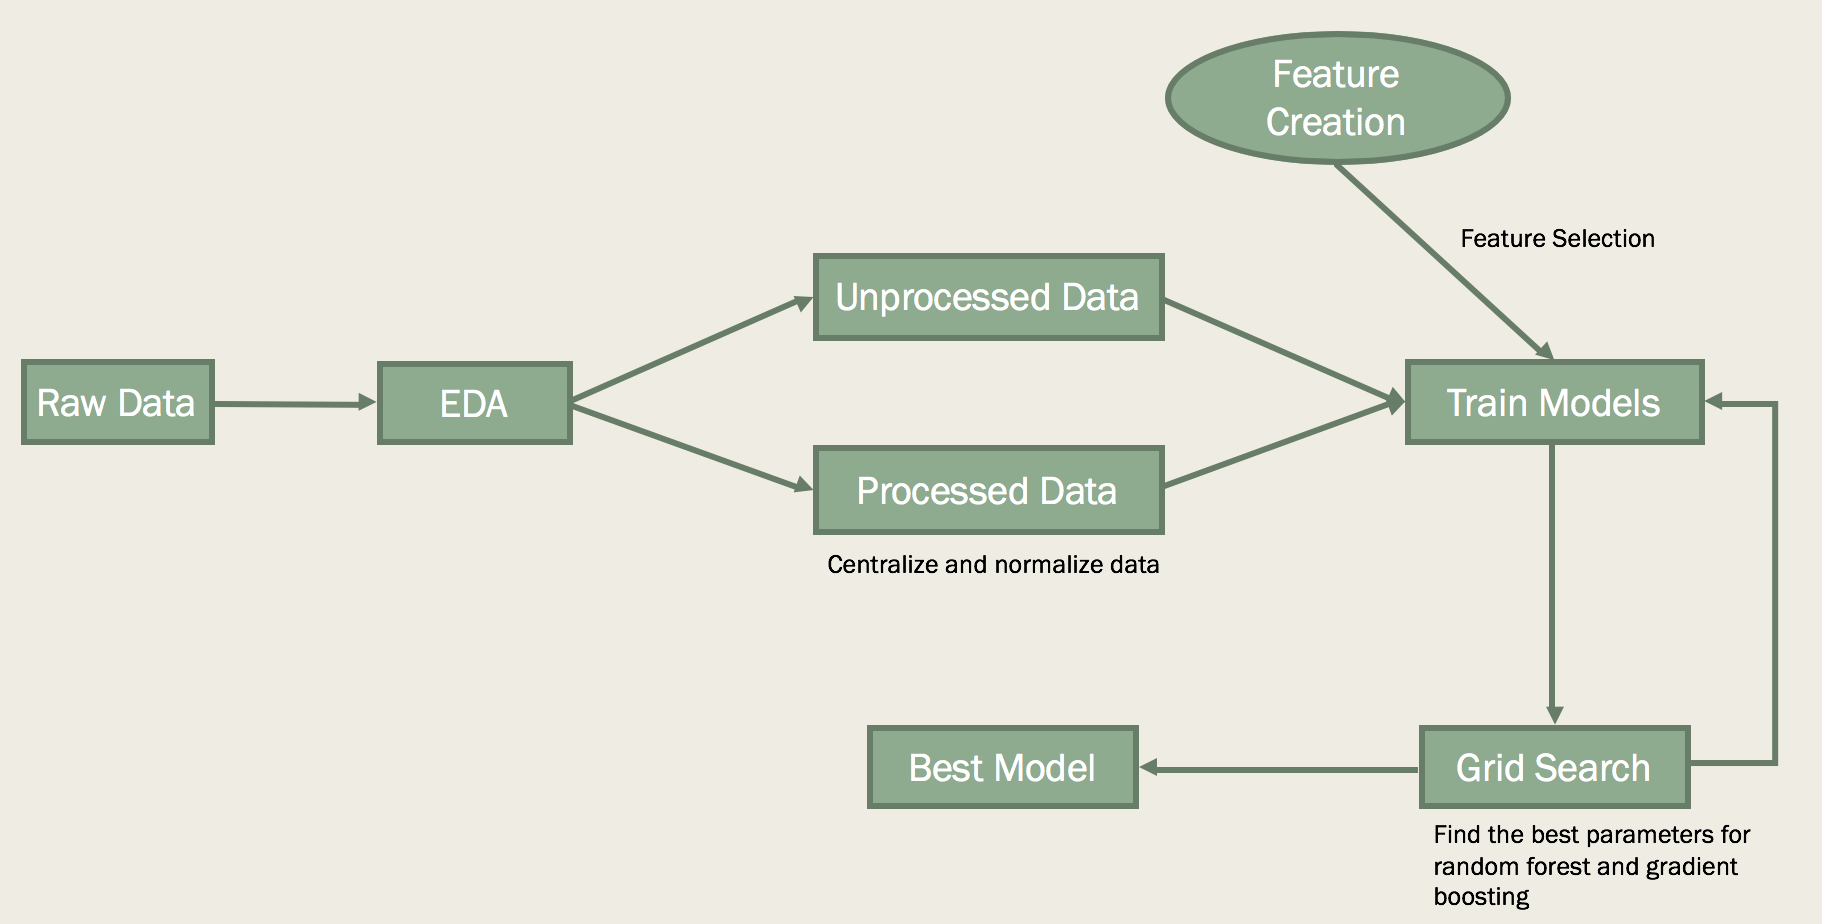 Feature
Creation
Feature Selection
Unprocessed Data
Raw Data
EDA
Train Models
Processed Data
Centralize and normalize data
Best Model
Grid Search
Find the best parameters for
random forest and gradient
boosting